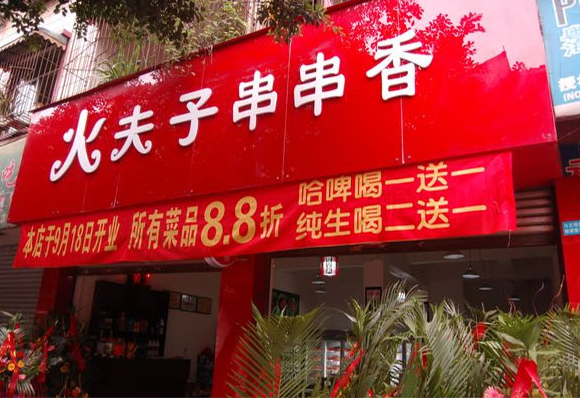 火夫子串串香
本店于9月18日开业 所有菜品8.8折
哈啤喝一送一
纯生喝二送一